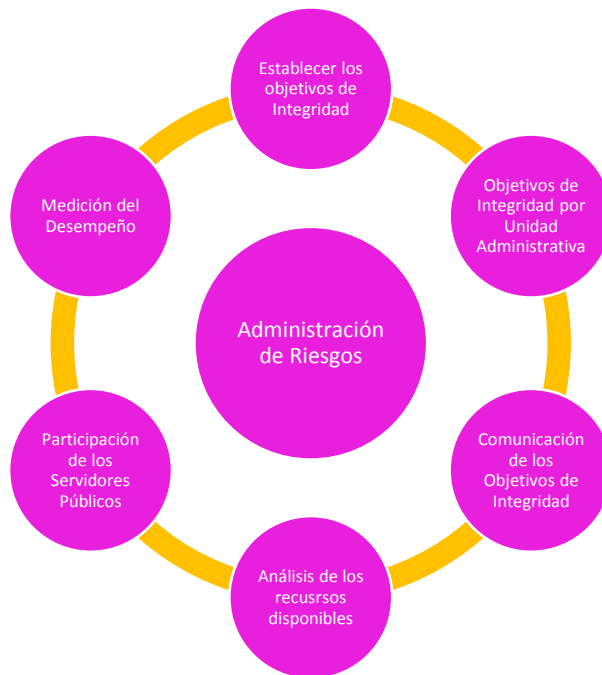 Establecer los
objetivos de
Integridad
Objetivos de
Integridad por
Unidad
Administrativa
Comunicación
de los
Objetivos de
Integridad
Análisis de los
recusrsos
disponibles
Participación
de los
Servidores
Públicos
Medición del
Desempeño
Administración
de Riesgos